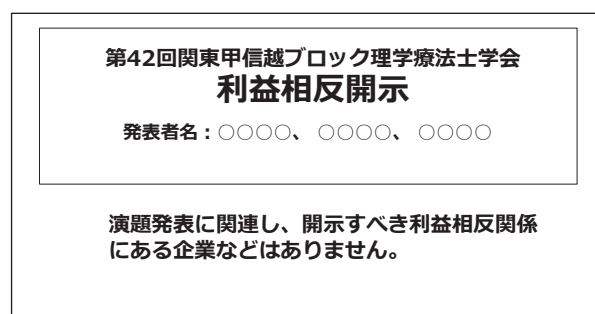 第42回関東甲信越ブロック理学療法士学会
利益相反開示
発表者名：○○○○、 ○○○○、 ○○○○
演題発表に関連し、開示すべき利益相反関係
にある企業などはありません。